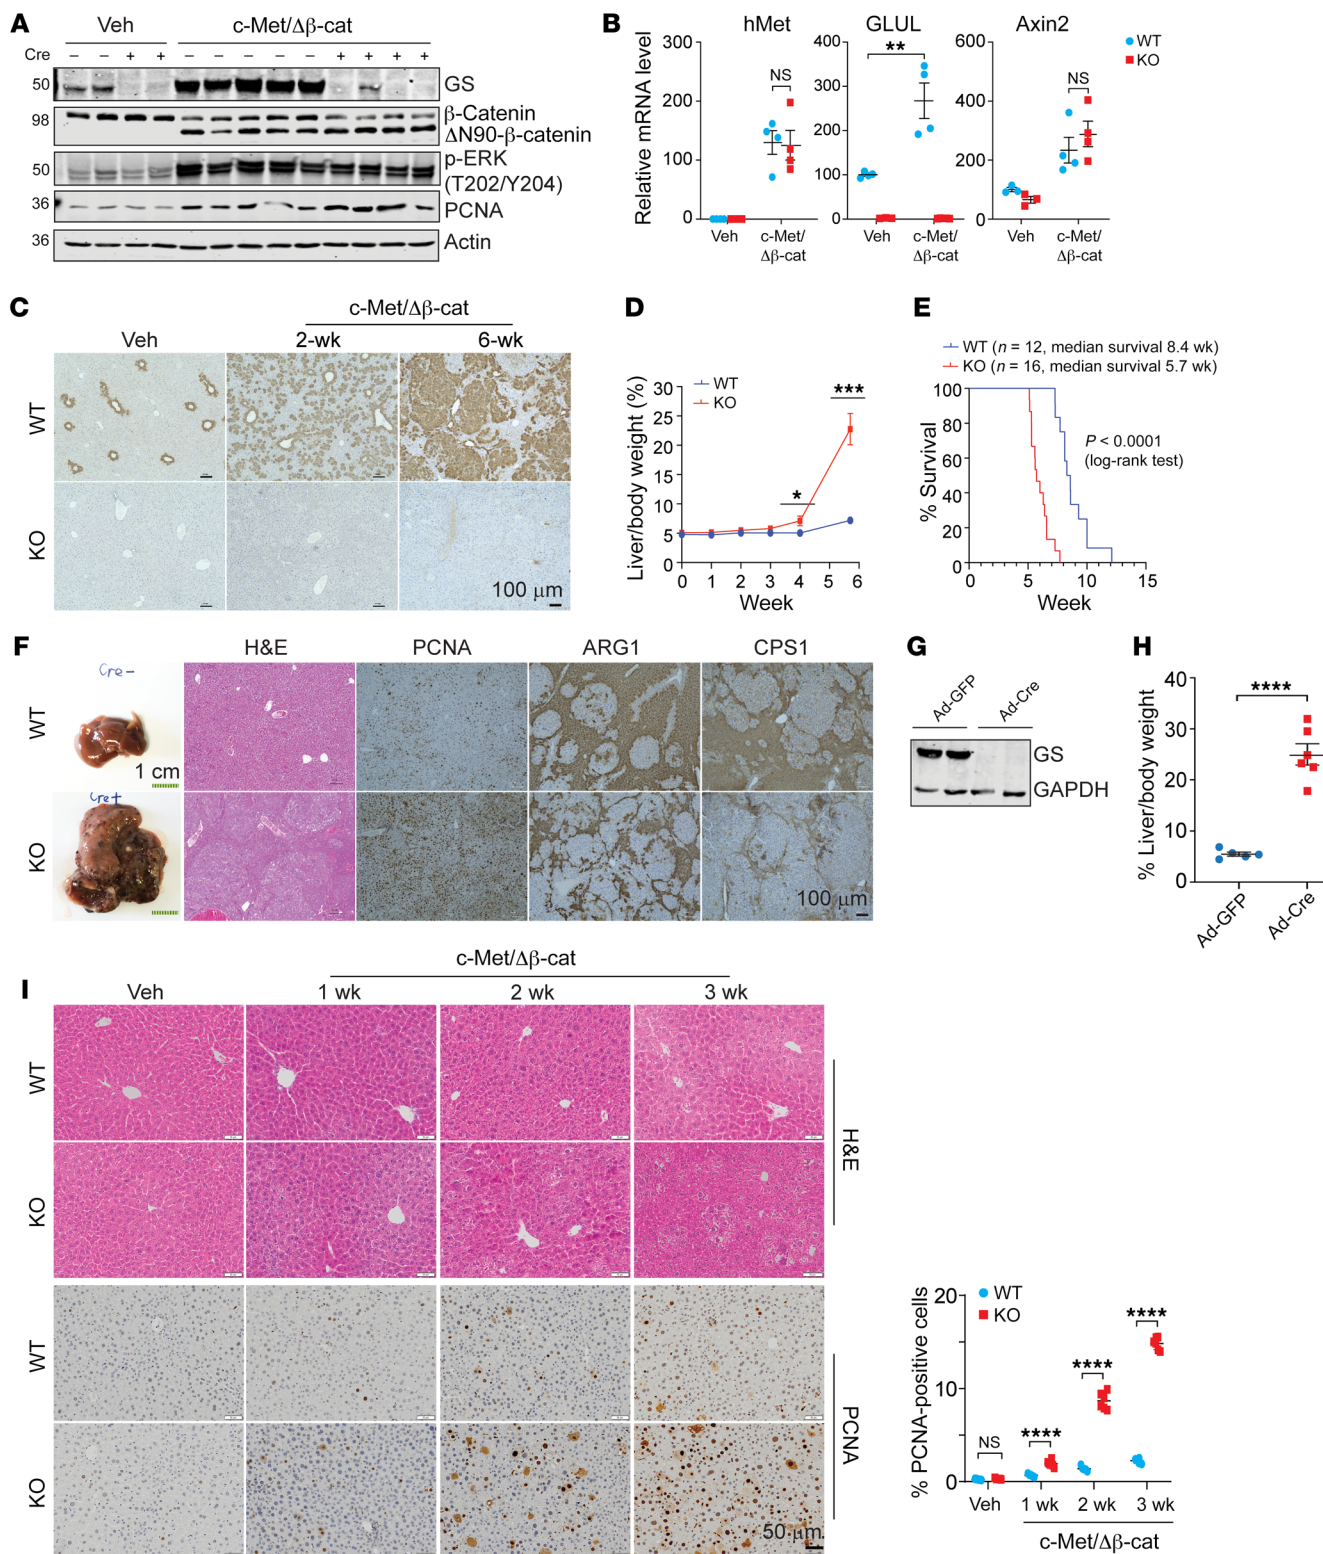 A
Veh
c-Met/Δβ-cat
Cre
– – + + – – – – – + + + +
50
GS
98
β-Catenin
ΔN90-β-catenin
50
p-ERK
(T202/Y204)
36
PCNA
36
Actin
B
hMet
GLUL
Axin2
WT
KO
Relative mRNA level
300
200
100
0
NS
Veh
c-Met/
Δβ-cat
400
300
200
100
0
**
Veh
c-Met/
Δβ-cat
600
400
200
0
NS
Veh
c-Met/
Δβ-cat
C
c-Met/Δβ-cat
Veh
2-wk
6-wk
WT
KO
100 μm
D
Liver/body weight (%)
30
25
20
15
10
5
0
WT
KO
*
***
0 1 2 3 4 5 6
Week
E
WT (n = 12, median survival 8.4 wk)
KO (n = 16, median survival 5.7 wk)
% Survival
100
80
60
40
20
0
P < 0.0001
(log-rank test)
0 5 10 15
Week
F
H&E
PCNA
ARG1
CPS1
WT
Cre-
1 cm
KO
Cre+
100 μm
G
Ad-GFP
Ad-Cre
GS
GAPDH
H
% Liver/body weight
40
30
20
10
0
****
Ad-GFP
Ad-Cre
I
c-Met/Δβ-cat
Veh
1 wk
2 wk
3 wk
WT
KO
H&E
WT
KO
PCNA
50 μm
% PCNA-positive cells
20
10
0
WT
KO
NS
****
****
****
Veh
1 wk
2 wk
3 wk
c-Met/Δβ-cat